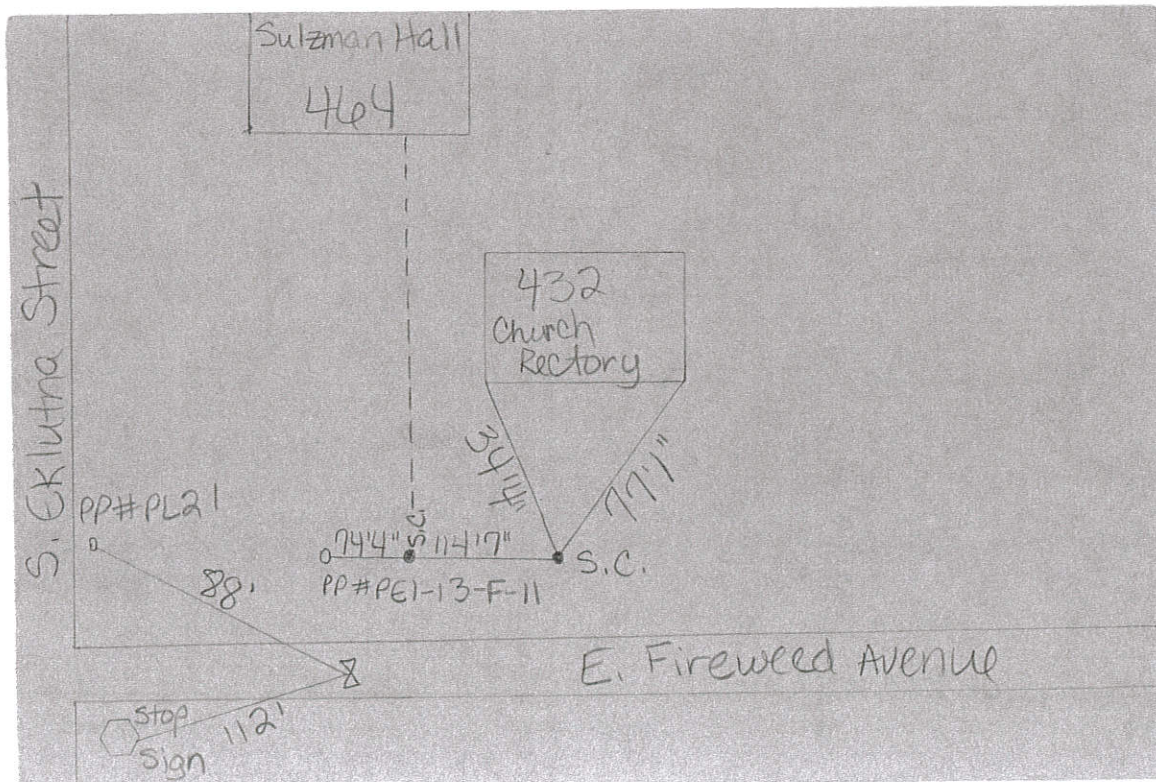 Sulzman Hall
464
S. Eklutna Street
432
Church
Rectory
34'4"
77'1"
PP#PL21
74'4"
S.C.
114'7"
S.C.
PP#PE1-13-F-11
88'
E. Fireweed Avenue
Stop
Sign
112'